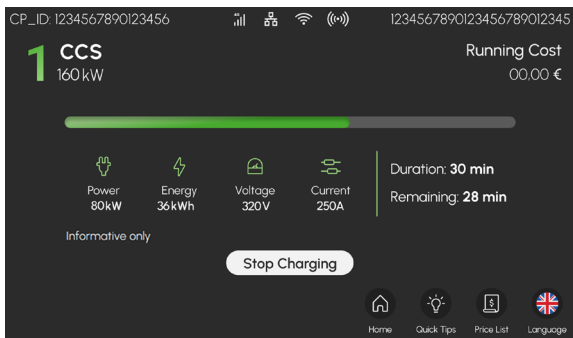 CP_ID: 1234567890123456 1234567890123456789012345
1 CCS Running Cost
160 kW 00,00 €
Power Energy Voltage Current
80kW 36kWh 320V 250A
Duration: 30 min
Remaining: 28 min
Informative only
Stop Charging
Home Quick Tips Price List Language